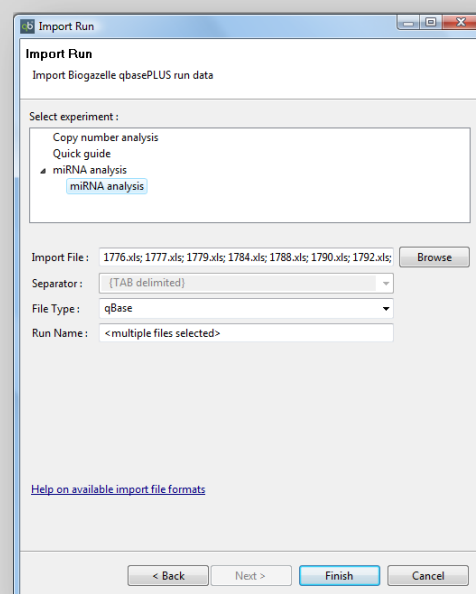 qb Import Run
Import Run
Import Biogazelle qbasePLUS run data
Select experiment :
Copy number analysis
Quick guide
miRNA analysis
miRNA analysis
Import File : 1776.xls; 1777.xls; 1779.xls; 1784.xls; 1788.xls; 1790.xls; 1792.xls; Browse
Separator : {TAB delimited}
File Type : qBase
Run Name : <multiple files selected>
Help on available import file formats
< Back Next > Finish Cancel